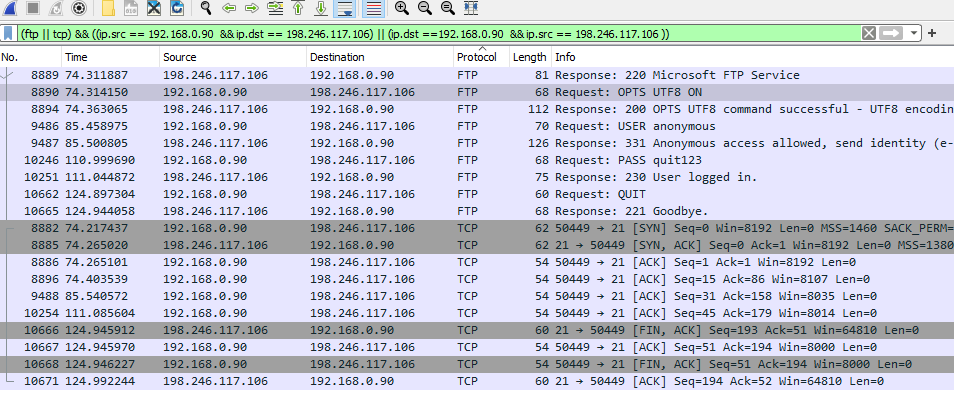 (ftp || tcp) && ((ip.src == 192.168.0.90 && ip.dst == 198.246.117.106) || (ip.dst ==192.168.0.90 && ip.src == 198.246.117.106 ))
No. Time Source Destination Protocol Length Info
8889 74.311887 198.246.117.106 192.168.0.90 FTP 81 Response: 220 Microsoft FTP Service
8890 74.314150 192.168.0.90 198.246.117.106 FTP 68 Request: OPTS UTF8 ON
8894 74.363065 198.246.117.106 192.168.0.90 FTP 112 Response: 200 OPTS UTF8 command successful - UTF8 encodin
9486 85.458975 192.168.0.90 198.246.117.106 FTP 70 Request: USER anonymous
9487 85.500805 198.246.117.106 192.168.0.90 FTP 126 Response: 331 Anonymous access allowed, send identity (e-
10246 110.999690 192.168.0.90 198.246.117.106 FTP 68 Request: PASS quit123
10251 111.044872 198.246.117.106 192.168.0.90 FTP 75 Response: 230 User logged in.
10662 124.897304 192.168.0.90 198.246.117.106 FTP 60 Request: QUIT
10665 124.944058 198.246.117.106 192.168.0.90 FTP 68 Response: 221 Goodbye.
8882 74.217437 192.168.0.90 198.246.117.106 TCP 62 50449 → 21 [SYN] Seq=0 Win=8192 Len=0 MSS=1460 SACK_PERM=
8885 74.265020 198.246.117.106 192.168.0.90 TCP 62 21 → 50449 [SYN, ACK] Seq=0 Ack=1 Win=8192 Len=0 MSS=1380
8886 74.265101 192.168.0.90 198.246.117.106 TCP 54 50449 → 21 [ACK] Seq=1 Ack=1 Win=8192 Len=0
8896 74.403539 192.168.0.90 198.246.117.106 TCP 54 50449 → 21 [ACK] Seq=15 Ack=86 Win=8107 Len=0
9488 85.540572 192.168.0.90 198.246.117.106 TCP 54 50449 → 21 [ACK] Seq=31 Ack=158 Win=8035 Len=0
10254 111.085604 192.168.0.90 198.246.117.106 TCP 54 50449 → 21 [ACK] Seq=45 Ack=179 Win=8014 Len=0
10666 124.945912 198.246.117.106 192.168.0.90 TCP 60 21 → 50449 [FIN, ACK] Seq=193 Ack=51 Win=64810 Len=0
10667 124.945970 192.168.0.90 198.246.117.106 TCP 54 50449 → 21 [ACK] Seq=51 Ack=194 Win=8000 Len=0
10668 124.946227 192.168.0.90 198.246.117.106 TCP 54 50449 → 21 [FIN, ACK] Seq=51 Ack=194 Win=8000 Len=0
10671 124.992244 198.246.117.106 192.168.0.90 TCP 60 21 → 50449 [ACK] Seq=194 Ack=52 Win=64810 Len=0